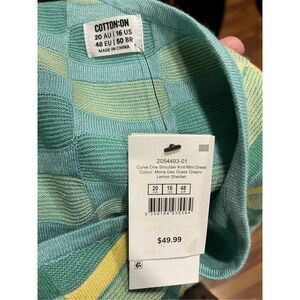 COTTON:ON
20 AU | 16 US
48 EU | 50 BR
MADE IN CHINA
2054493-01
Curve One Shoulder Knit Mini Dress
Colour: Mona Geo Grass Green/
Lemon Sherbet
20 16 48
$49.99